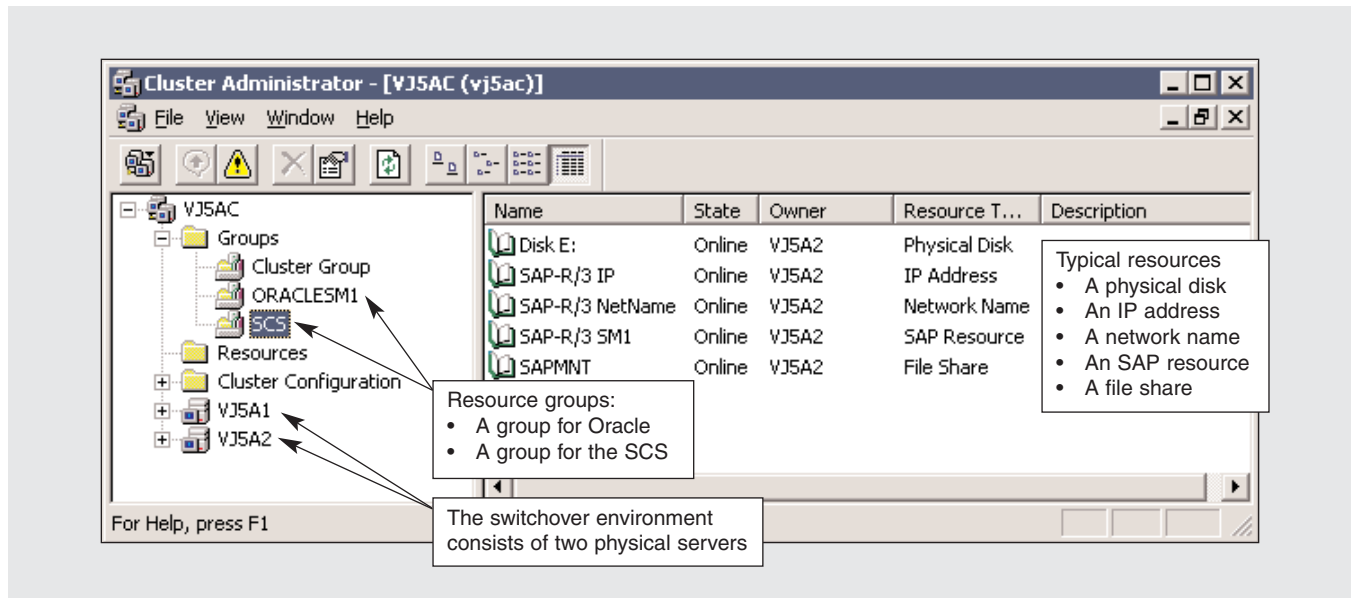 Cluster Administrator - [VJ5AC (vj5ac)]
File View Window Help
VJ5AC
Groups
Cluster Group
ORACLESM1
SCS
Resources
Cluster Configuration
VJ5A1
VJ5A2
Name State Owner Resource T... Description
Disk E: Online VJ5A2 Physical Disk
SAP-R/3 IP Online VJ5A2 IP Address
SAP-R/3 NetName Online VJ5A2 Network Name
SAP-R/3 SM1 Online VJ5A2 SAP Resource
SAPMNT Online VJ5A2 File Share
Typical resources
• A physical disk
• An IP address
• A network name
• An SAP resource
• A file share
Resource groups:
• A group for Oracle
• A group for the SCS
The switchover environment
consists of two physical servers
For Help, press F1